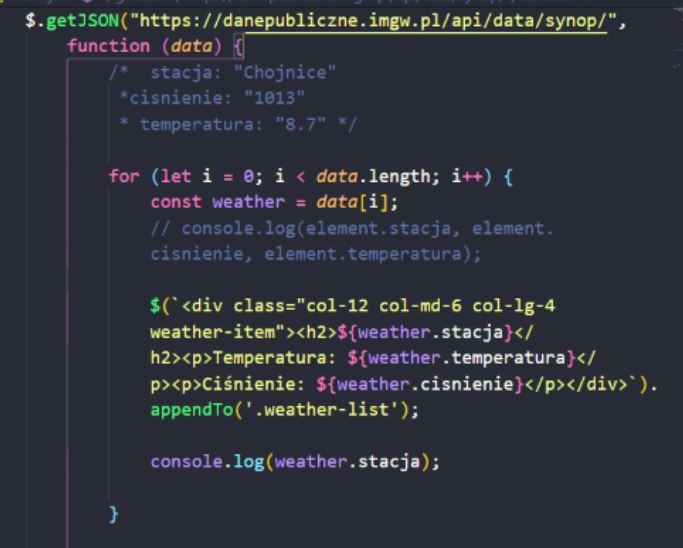 $.getJSON("https://danepubliczne.imgw.pl/api/data/synop/",
function (data) {
/*  stacja: "Chojnice"
*cisnienie: "1013"
* temperatura: "8.7" */
for (let i = 0; i < data.length; i++) {
const weather = data[i];
// console.log(element.stacja, element.
cisnienie, element.temperatura);
$(`<div class="col-12 col-md-6 col-lg-4
weather-item"><h2>${weather.stacja}</
h2><p>Temperatura: ${weather.temperatura}</
p><p>Ciśnienie: ${weather.cisnienie}</p></div>`).
appendTo('.weather-list');
console.log(weather.stacja);
}